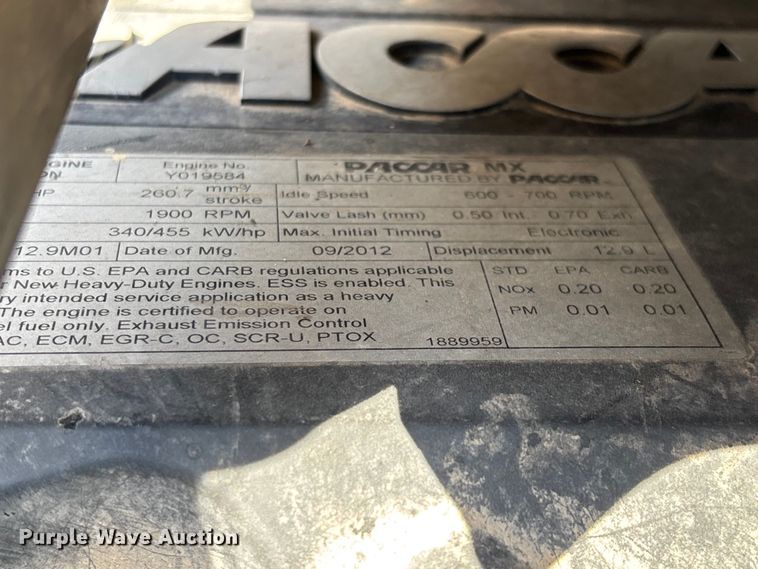 PACCAR
GINE Engine No. PACCAR MX
ON Y019584 MANUFACTURED BY PACCAR
HP 260.7 mm³/stroke Idle Speed 600 - 700 RPM
1900 RPM Valve Lash (mm) 0.50 Int. 0.70 Exh
340/455 kW/hp Max. Initial Timing Electronic
12.9M01 Date of Mfg. 09/2012 Displacement 12.9 L
ms to U.S. EPA and CARB regulations applicable STD EPA CARB
r New Heavy-Duty Engines. ESS is enabled. This NOx 0.20 0.20
ry intended service application as a heavy
The engine is certified to operate on PM 0.01 0.01
el fuel only. Exhaust Emission Control
AC, ECM, EGR-C, OC, SCR-U, PTOX 1889959
Purple Wave Auction